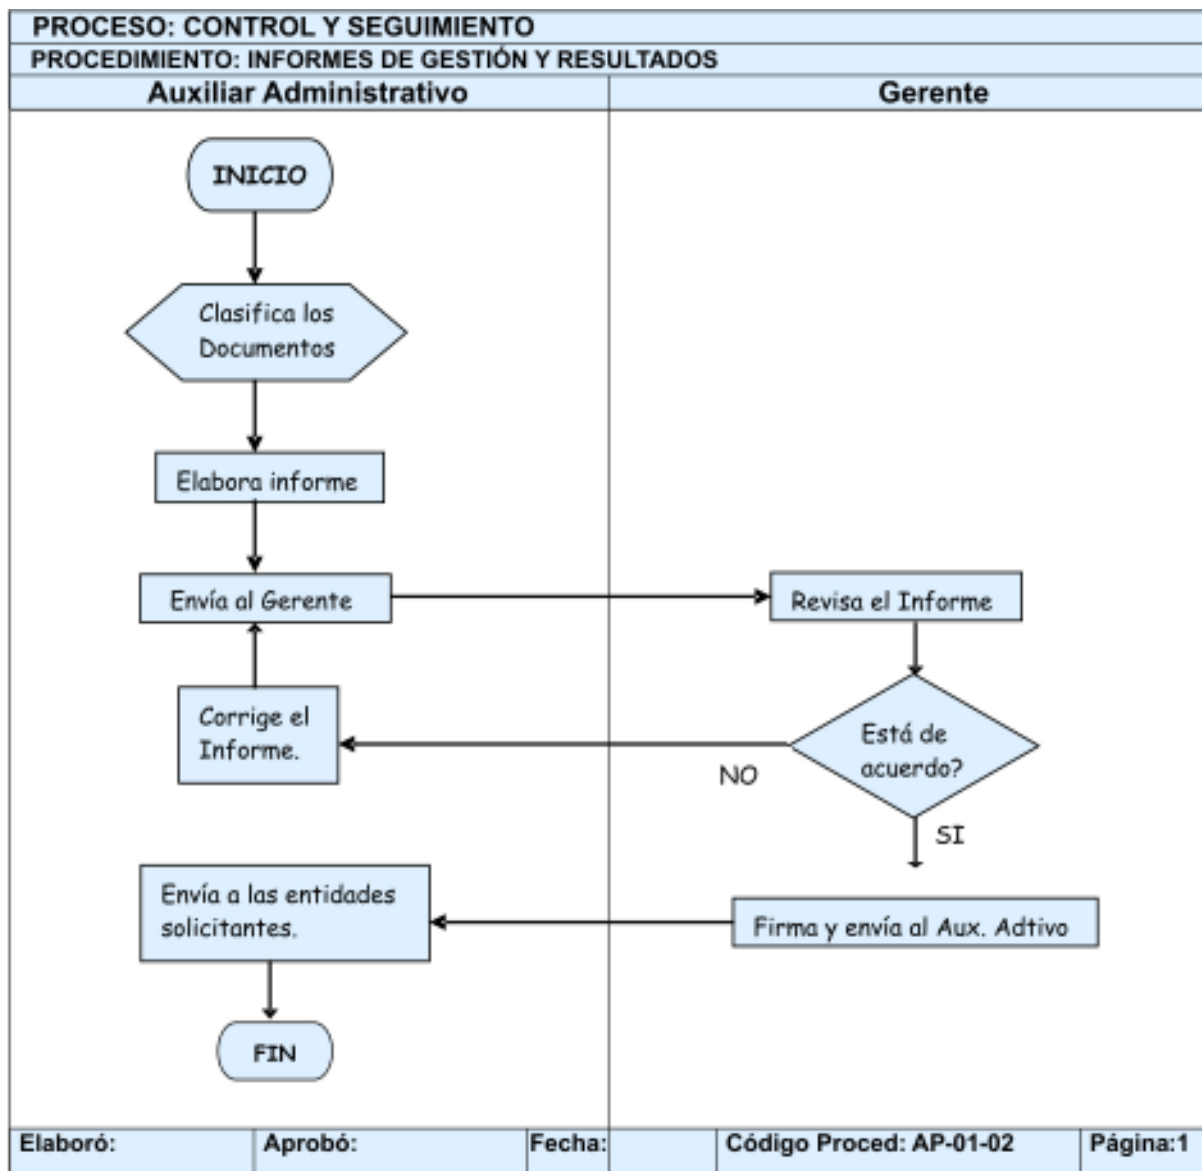 PROCESO: CONTROL Y SEGUIMIENTO
PROCEDIMIENTO: INFORMES DE GESTIÓN Y RESULTADOS
Auxiliar Administrativo
Gerente
INICIO
Clasifica los
Documentos
Elabora informe
Envía al Gerente
Revisa el Informe
Corrige el
Informe.
Está de
acuerdo?
NO
SI
Envía a las entidades
solicitantes.
Firma y envía al Aux. Adtivo
FIN
Elaboró:
Aprobó:
Fecha:
Código Proced: AP-01-02
Página:1